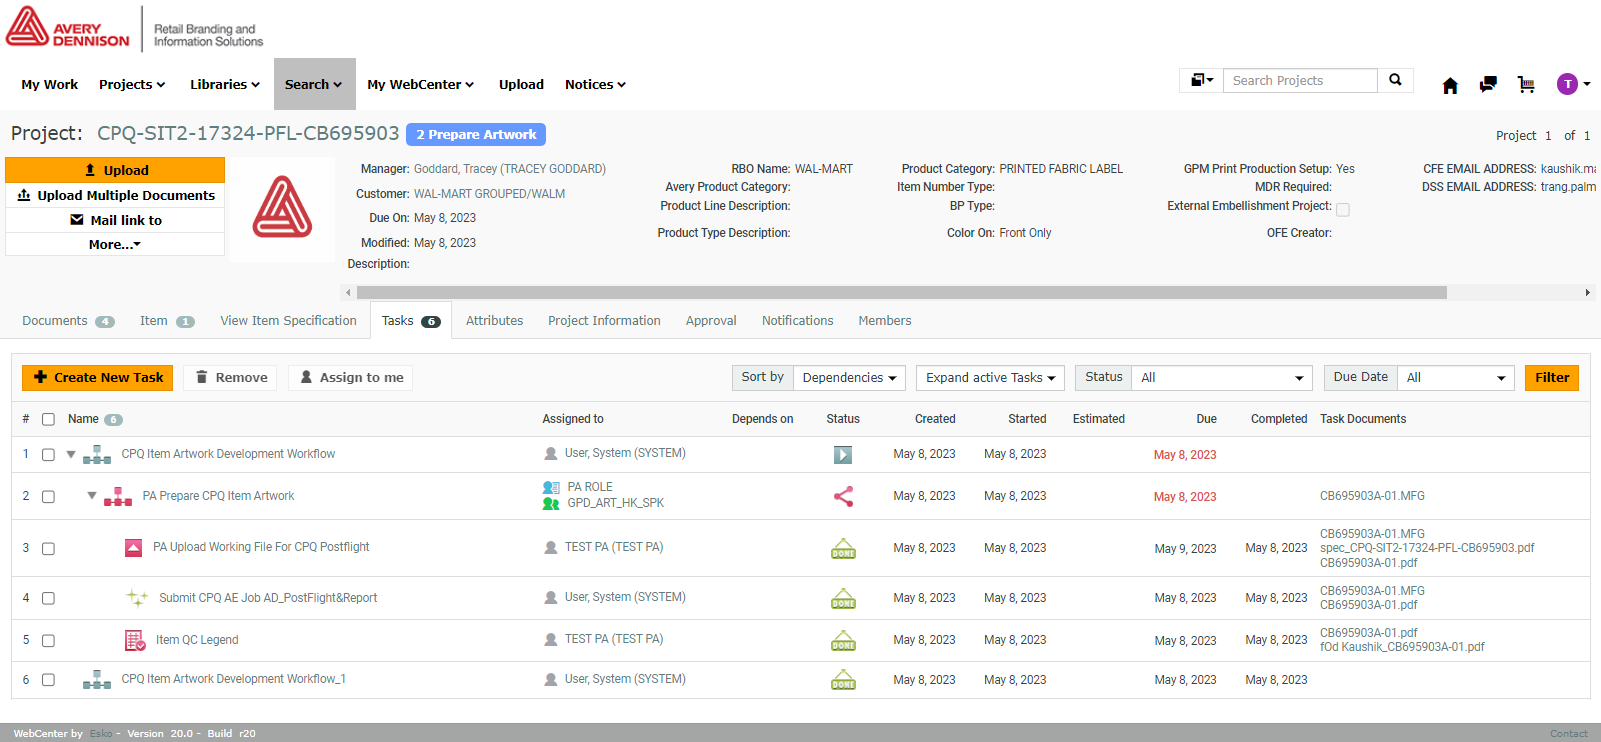 AVERY
DENNISON
Retail Branding and
Information Solutions
My Work Projects Libraries Search My WebCenter Upload Notices
Search Projects
T
Project: CPQ-SIT2-17324-PFL-CB695903 2 Prepare Artwork
Project 1 of 1
Upload
Upload Multiple Documents
Mail link to
More...
Manager: Goddard, Tracey (TRACEY GODDARD)
Customer: WAL-MART GROUPED/WALM
Due On: May 8, 2023
Modified: May 8, 2023
Description:
RBO Name: WAL-MART
Avery Product Category:
Product Line Description:
Product Type Description:
Product Category: PRINTED FABRIC LABEL
Item Number Type:
BP Type:
Color On: Front Only
GPM Print Production Setup: Yes
MDR Required:
External Embellishment Project:
OFE Creator:
CFE EMAIL ADDRESS: kaushik.ma
DSS EMAIL ADDRESS: trang.palm
Documents 4 Item 1 View Item Specification Tasks 6 Attributes Project Information Approval Notifications Members
Create New Task Remove Assign to me Sort by Dependencies Expand active Tasks Status All Due Date All Filter
# Name 6 Assigned to Depends on Status Created Started Estimated Due Completed Task Documents
1 CPQ Item Artwork Development Workflow User, System (SYSTEM) May 8, 2023 May 8, 2023 May 8, 2023
2 PA Prepare CPQ Item Artwork PA ROLE
GPD_ART_HK_SPK May 8, 2023 May 8, 2023 May 8, 2023 CB695903A-01.MFG
3 PA Upload Working File For CPQ Postflight TEST PA (TEST PA) DONE May 8, 2023 May 8, 2023 May 9, 2023 May 8, 2023 CB695903A-01.MFG
spec_CPQ-SIT2-17324-PFL-CB695903.pdf
CB695903A-01.pdf
4 Submit CPQ AE Job AD_PostFlight&Report User, System (SYSTEM) DONE May 8, 2023 May 8, 2023 May 8, 2023 May 8, 2023 CB695903A-01.MFG
CB695903A-01.pdf
5 Item QC Legend TEST PA (TEST PA) DONE May 8, 2023 May 8, 2023 May 8, 2023 May 8, 2023 CB695903A-01.pdf
fOd Kaushik_CB695903A-01.pdf
6 CPQ Item Artwork Development Workflow_1 User, System (SYSTEM) DONE May 8, 2023 May 8, 2023 May 8, 2023 May 8, 2023
WebCenter by Esko - Version 20.0 - Build r20
Contact